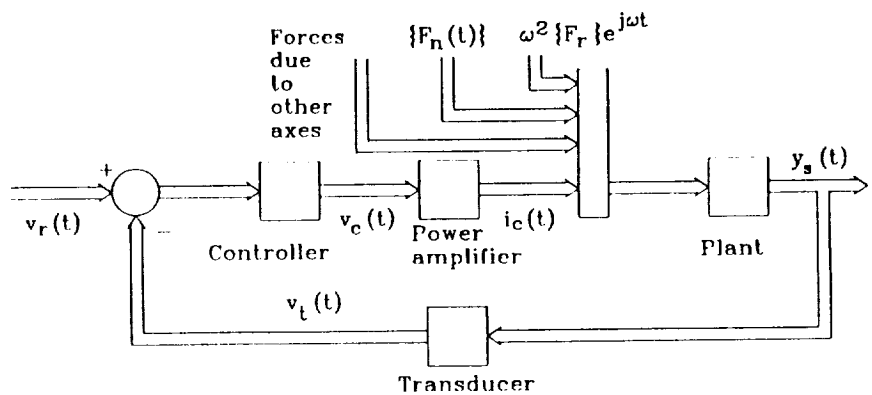 Forces
due
to
other
axes
{F_n(t)}
ω²{F_r}e^{jωt}
+
v_r(t)
−
Controller
v_c(t)
Power
amplifier
i_c(t)
Plant
y_s(t)
v_t(t)
Transducer